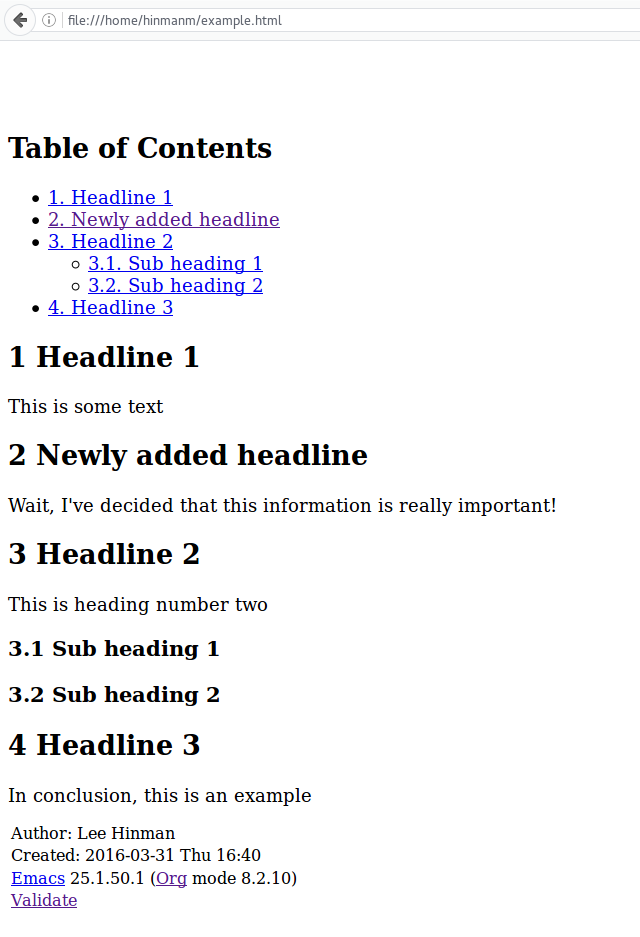 file:///home/hinmanm/example.html
Table of Contents
1. Headline 1
2. Newly added headline
3. Headline 2
3.1. Sub heading 1
3.2. Sub heading 2
4. Headline 3
1 Headline 1
This is some text
2 Newly added headline
Wait, I've decided that this information is really important!
3 Headline 2
This is heading number two
3.1 Sub heading 1
3.2 Sub heading 2
4 Headline 3
In conclusion, this is an example
Author: Lee Hinman
Created: 2016-03-31 Thu 16:40
Emacs 25.1.50.1 (Org mode 8.2.10)
Validate